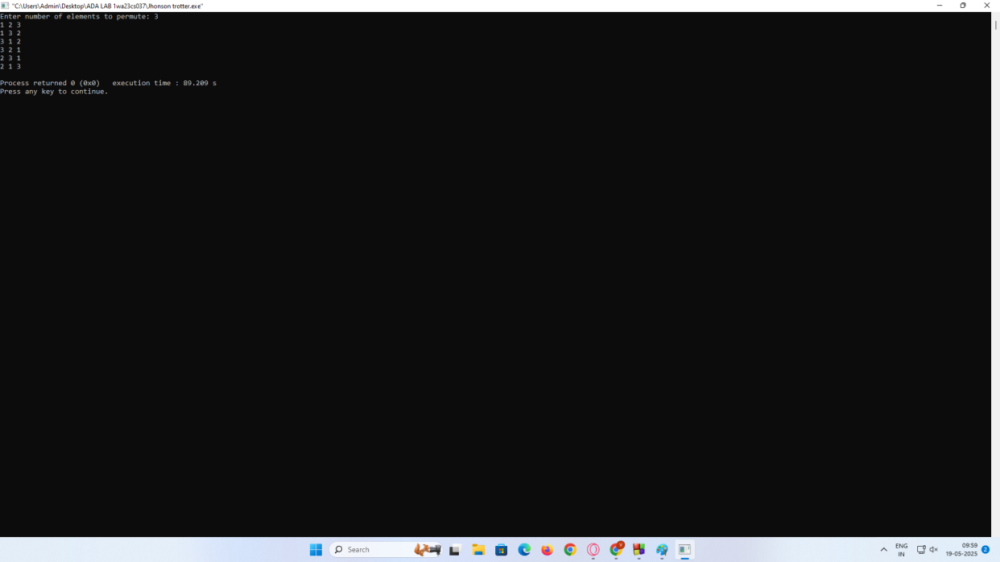 "C:\Users\Admin\Desktop\ADA LAB 1wa23cs037\Jhonson trotter.exe"
Enter number of elements to permute: 3
1 2 3
1 3 2
3 1 2
3 2 1
2 3 1
2 1 3
Process returned 0 (0x0)   execution time : 89.209 s
Press any key to continue.
Search
V
ENG
IN
09:59
19-05-2025
2